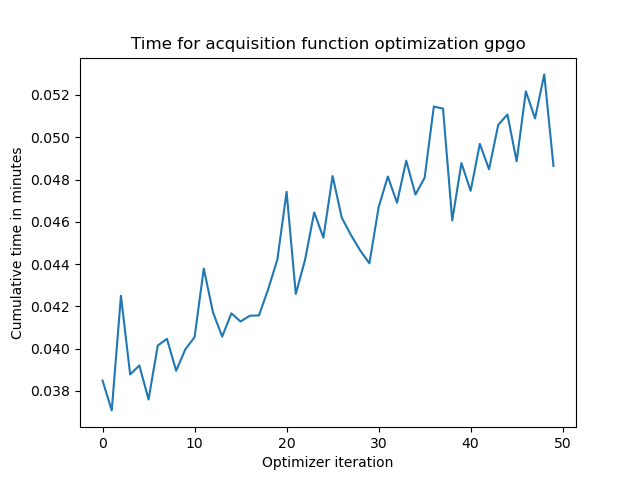 Time for acquisition function optimization gpgo
Cumulative time in minutes
0.052
0.050
0.048
0.046
0.044
0.042
0.040
0.038
0 10 20 30 40 50
Optimizer iteration